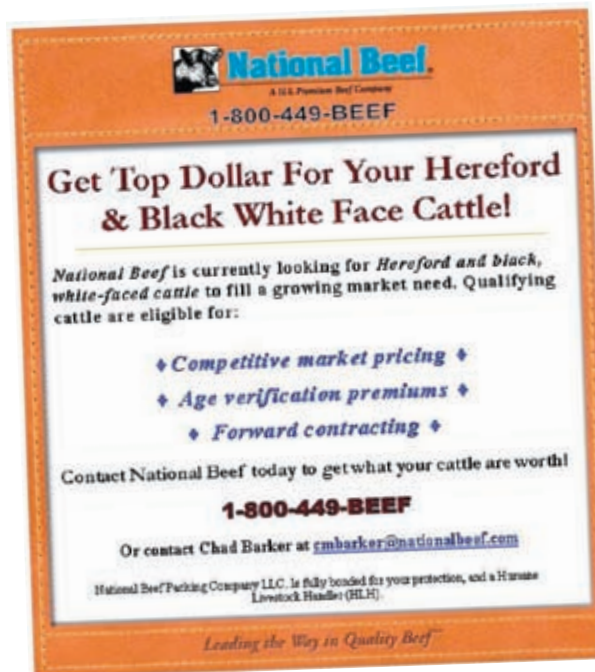 National Beef.
A U.S. Premium Beef Company
1-800-449-BEEF
Get Top Dollar For Your Hereford
& Black White Face Cattle!
National Beef is currently looking for Hereford and black,
white-faced cattle to fill a growing market need. Qualifying
cattle are eligible for:
♦ Competitive market pricing ♦
♦ Age verification premiums ♦
♦ Forward contracting ♦
Contact National Beef today to get what your cattle are worth!
1-800-449-BEEF
Or contact Chad Barker at cmbarker@nationalbeef.com
National Beef Packing Company LLC. is fully bonded for your protection, and a Humane
Livestock Handler (HLH).
Leading the Way in Quality Beef™